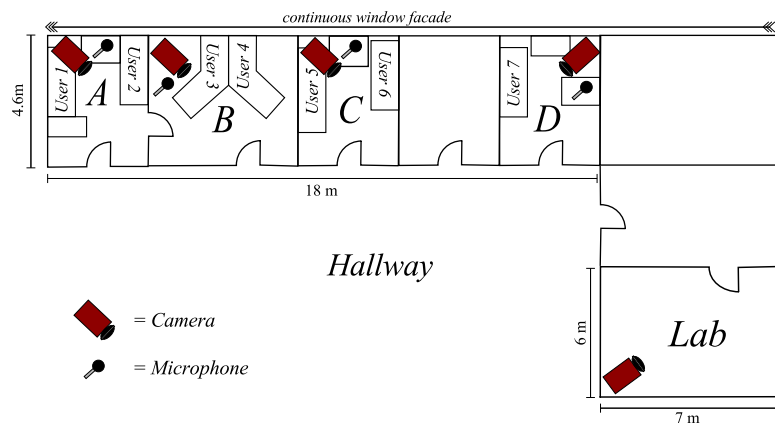 continuous window facade
4.6m
User 1
A
User 2
B
User 3
User 4
User 5
C
User 6
User 7
D
18 m
Hallway
= Camera
= Microphone
6 m
Lab
7 m